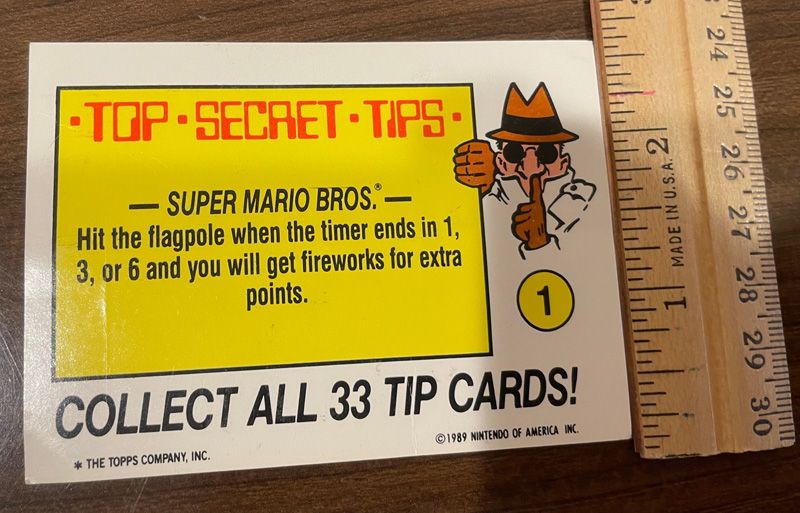 ·TOP·SECRET·TIPS·
— SUPER MARIO BROS.® —
Hit the flagpole when the timer ends in 1,
3, or 6 and you will get fireworks for extra
points.
1
COLLECT ALL 33 TIP CARDS!
©1989 NINTENDO OF AMERICA INC.
* THE TOPPS COMPANY, INC.
2
1
MADE IN U.S.A.
24
25
26
27
28
29
30